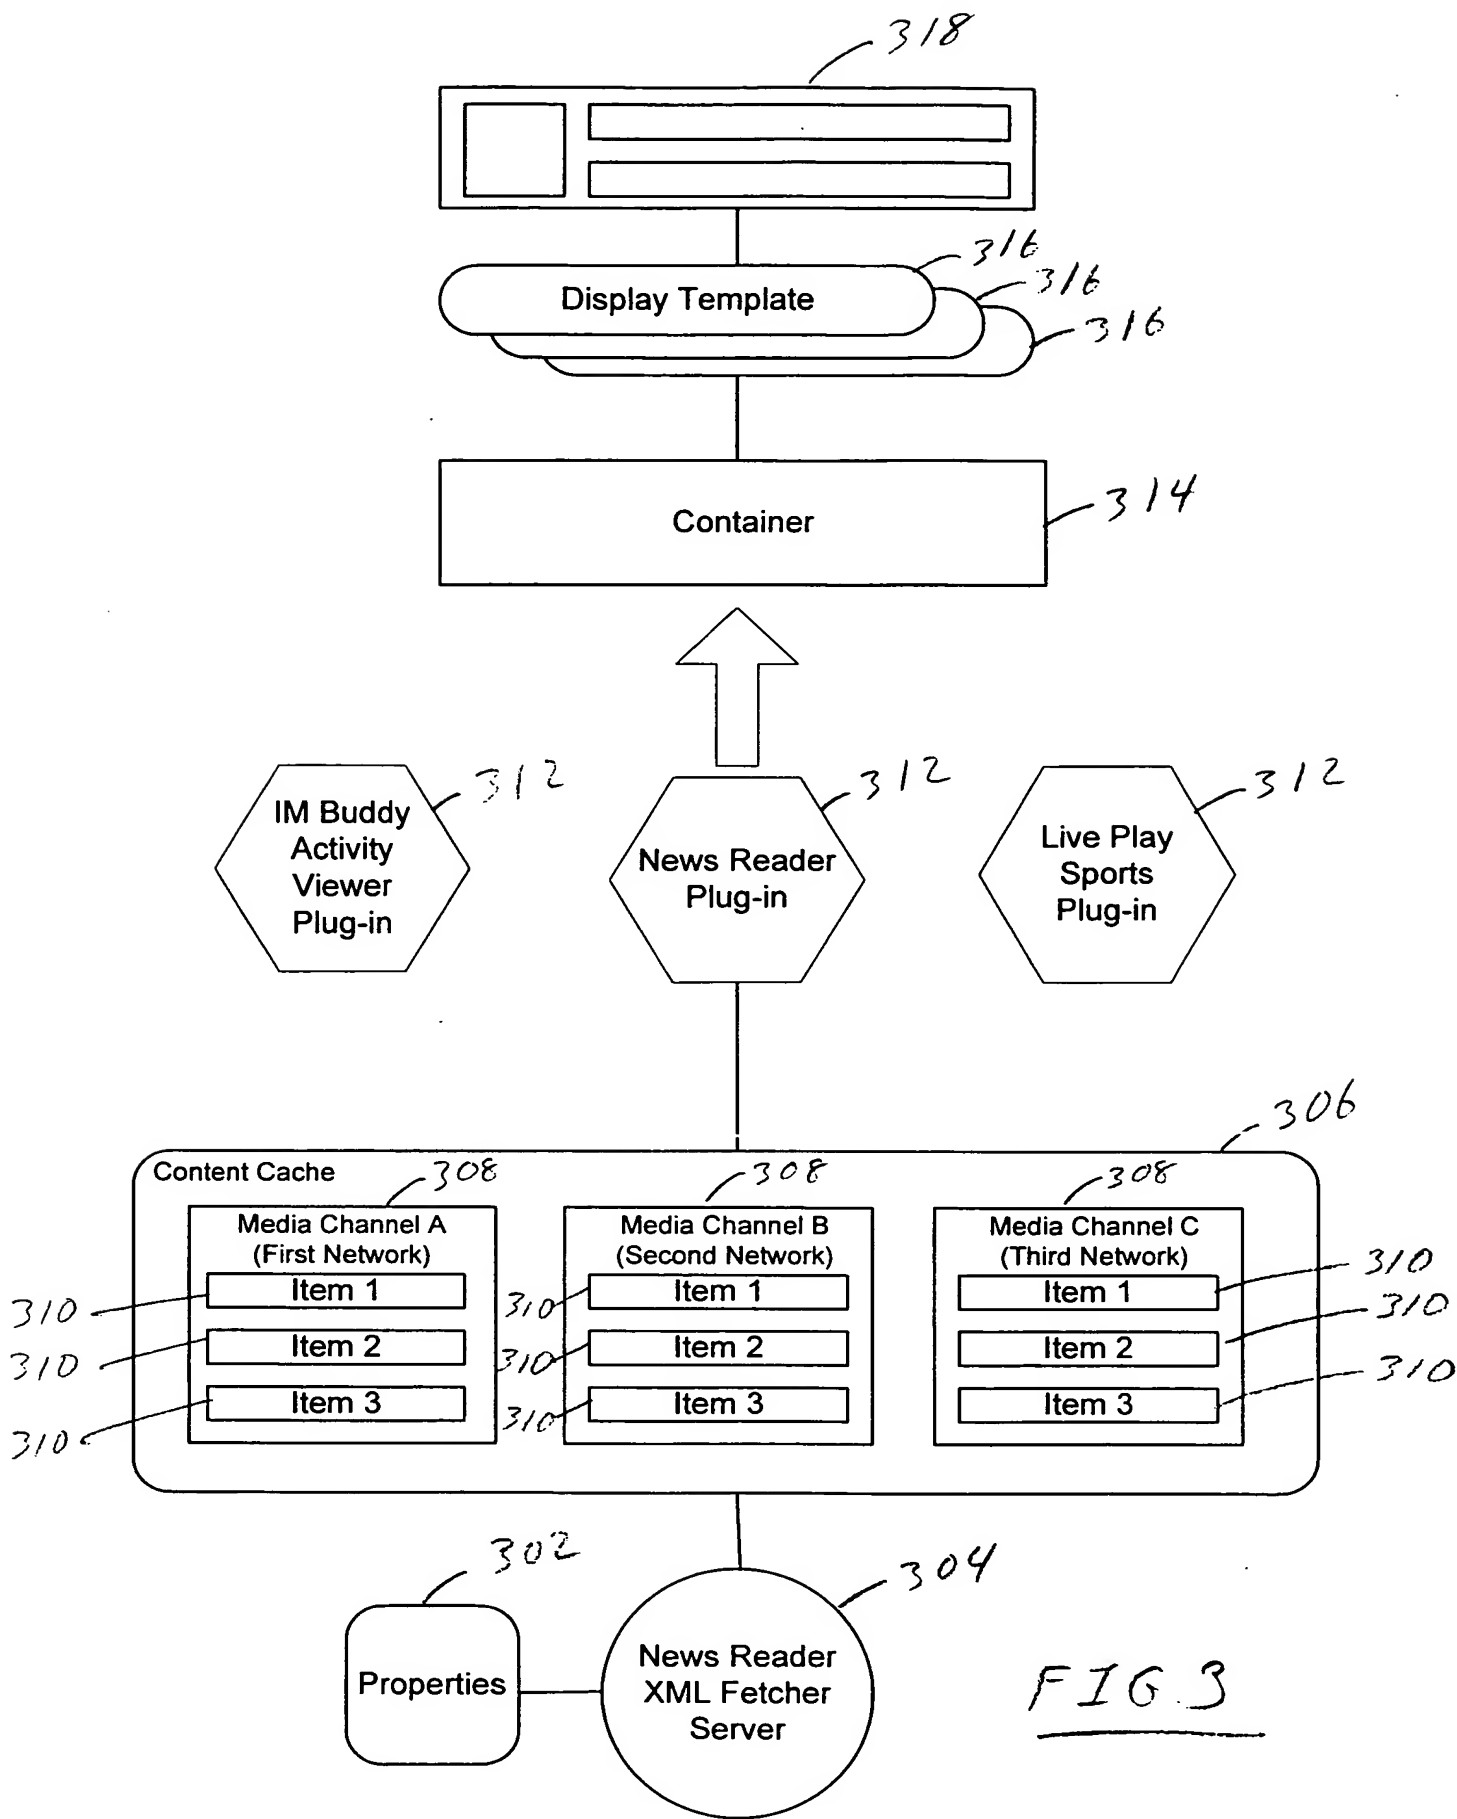 318
316
Display Template
316
316
314
Container
312
312
312
IM Buddy
Activity
Viewer
Plug-in
News Reader
Plug-in
Live Play
Sports
Plug-in
306
Content Cache
308
308
308
Media Channel A
(First Network)
Media Channel B
(Second Network)
Media Channel C
(Third Network)
310
Item 1
310
Item 1
Item 1
310
310
Item 2
310
Item 2
Item 2
310
310
Item 3
310
Item 3
Item 3
310
302
304
Properties
News Reader
XML Fetcher
Server
FIG.3